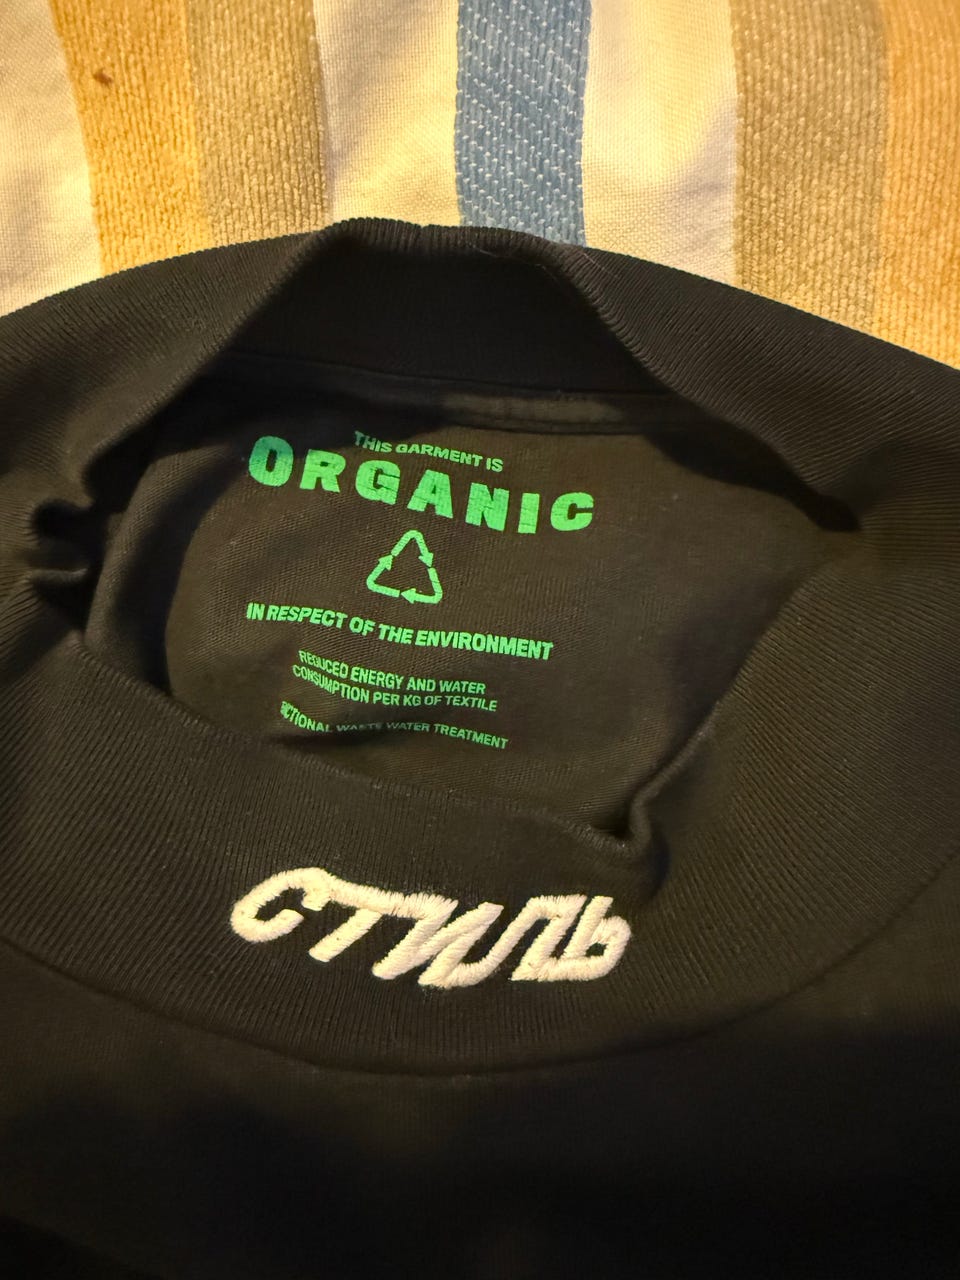 THIS GARMENT IS
ORGANIC
IN RESPECT OF THE ENVIRONMENT
REDUCED ENERGY AND WATER
CONSUMPTION PER KG OF TEXTILE
WASTE WATER TREATMENT
СТИЛЬ